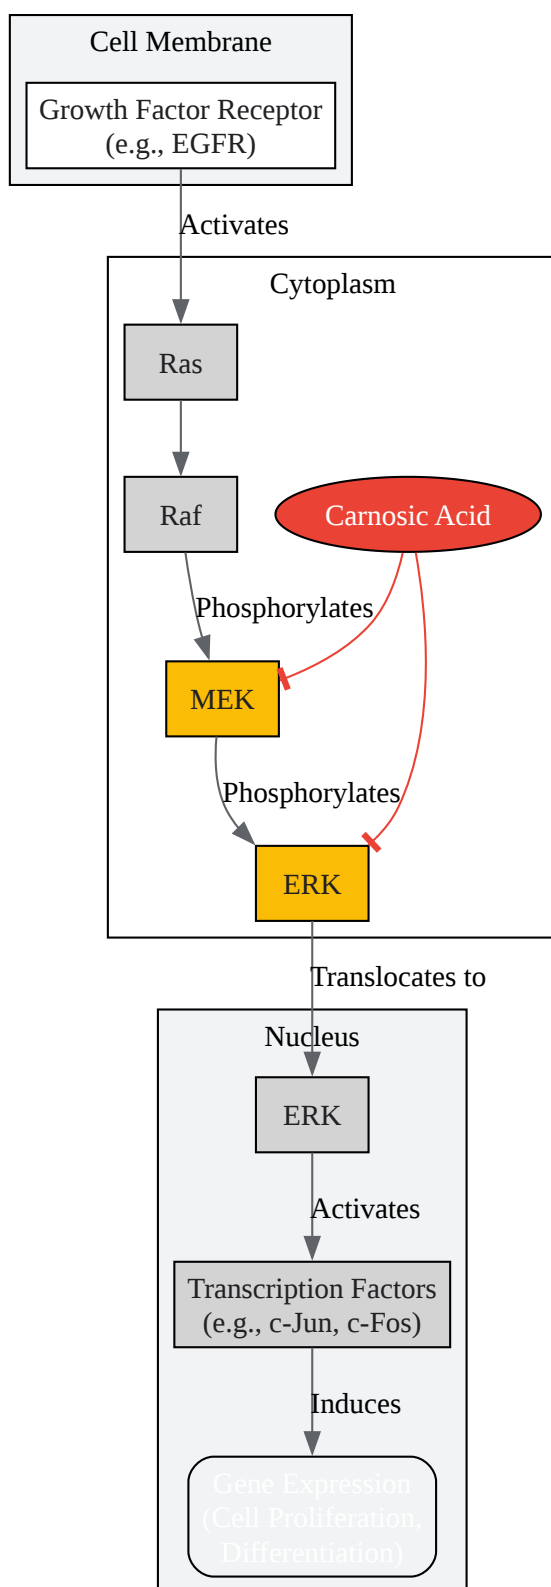 Cell Membrane
Growth Factor Receptor
(e.g., EGFR)
Activates
Cytoplasm
Ras
Raf
Carnosic Acid
Phosphorylates
MEK
Phosphorylates
ERK
Translocates to
Nucleus
ERK
Activates
Transcription Factors
(e.g., c-Jun, c-Fos)
Induces
Gene Expression
(Cell Proliferation,
Differentiation)